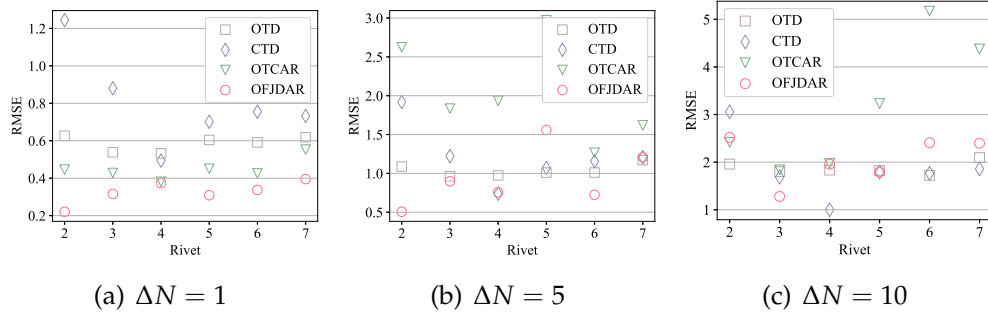 RMSE
1.2
1.0
0.8
0.6
0.4
0.2
OTD
CTD
OTCAR
OFJDAR
2 3 4 5 6 7
Rivet
(a) ΔN = 1
RMSE
3.0
2.5
2.0
1.5
1.0
0.5
OTD
CTD
OTCAR
OFJDAR
2 3 4 5 6 7
Rivet
(b) ΔN = 5
RMSE
5
4
3
2
1
OTD
CTD
OTCAR
OFJDAR
2 3 4 5 6 7
Rivet
(c) ΔN = 10